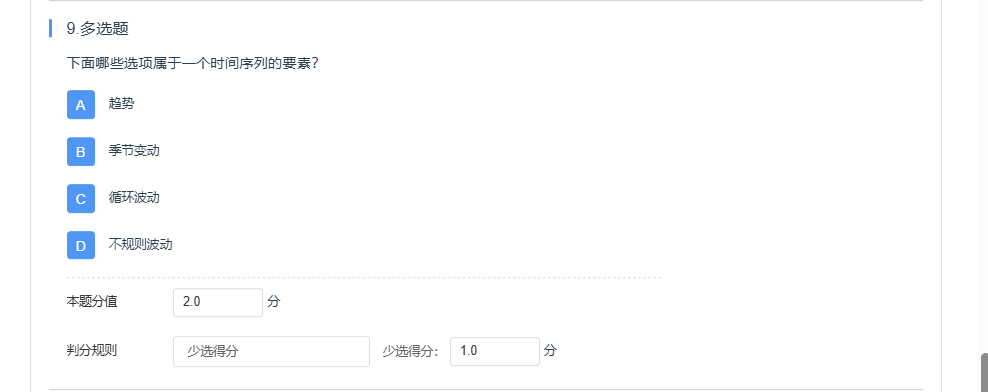 9.多选题
下面哪些选项属于一个时间序列的要素?
A 趋势
B 季节变动
C 循环波动
D 不规则波动
本题分值 2.0 分
判分规则 少选得分 少选得分： 1.0 分